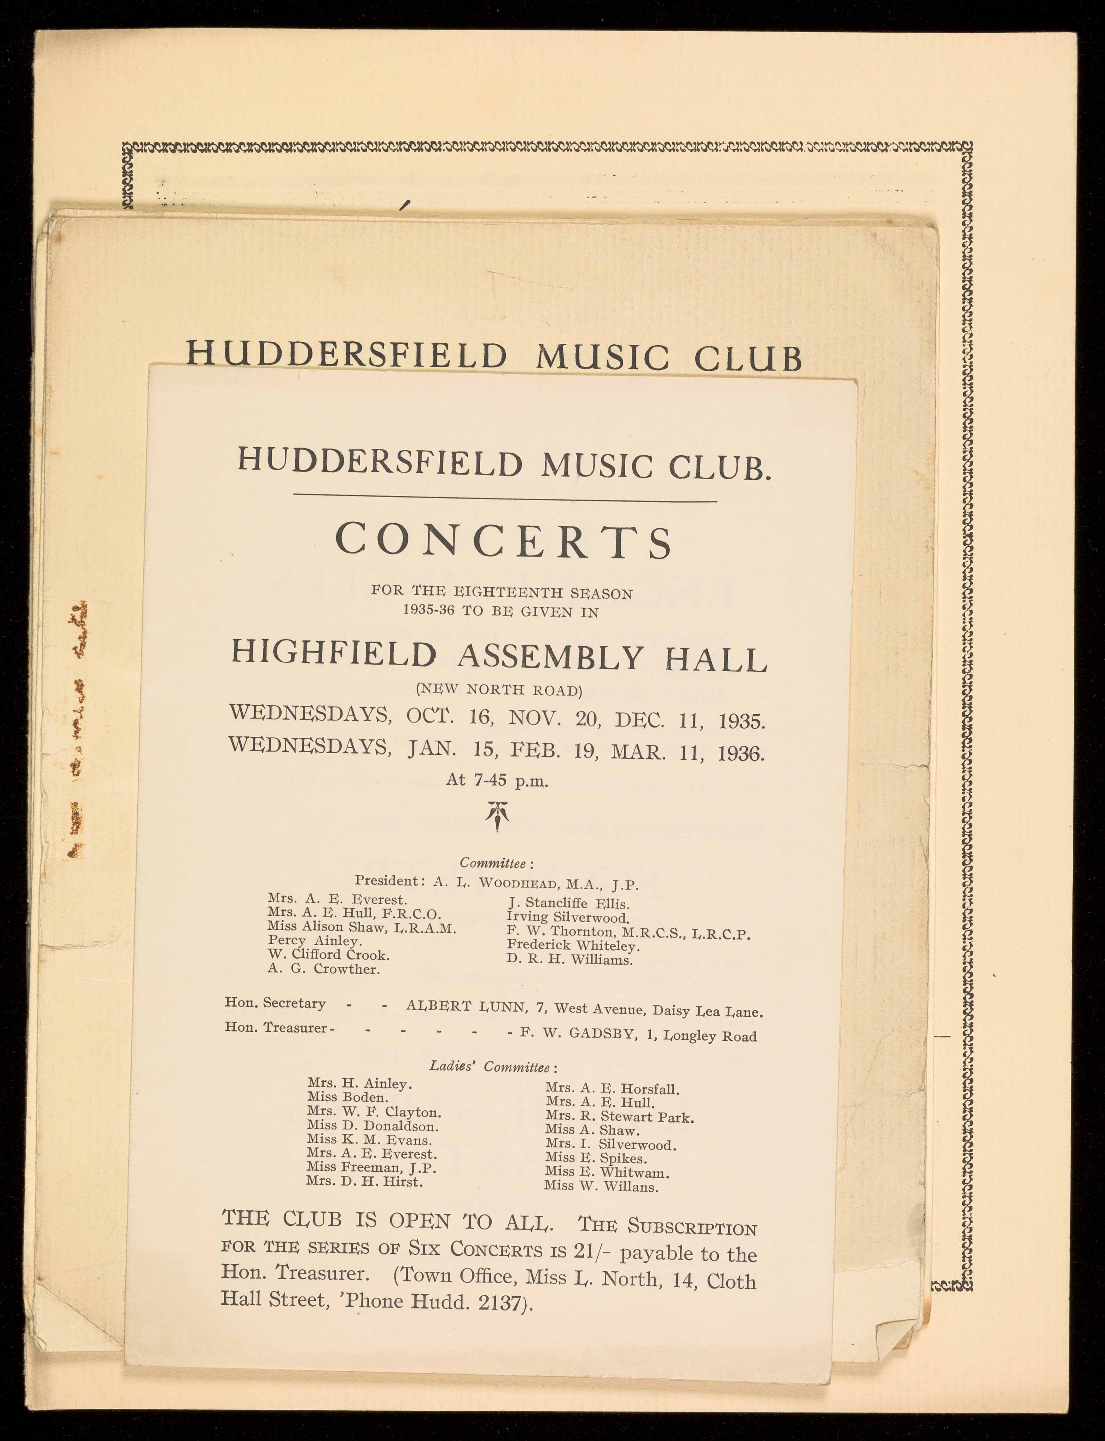 HUDDERSFIELD MUSIC CLUB
HUDDERSFIELD MUSIC CLUB.
CONCERTS
FOR THE EIGHTEENTH SEASON
1935-36 TO BE GIVEN IN
HIGHFIELD ASSEMBLY HALL
(NEW NORTH ROAD)
WEDNESDAYS, OCT. 16, NOV. 20, DEC. 11, 1935.
WEDNESDAYS, JAN. 15, FEB. 19, MAR. 11, 1936.
At 7-45 p.m.
Committee :
President : A. L. WOODHEAD, M.A., J.P.
Mrs. A. E. Everest.
Mrs. A. E. Hull, F.R.C.O.
Miss Alison Shaw, L.R.A.M.
Percy Ainley.
W. Clifford Crook.
A. G. Crowther.
J. Stancliffe Ellis.
Irving Silverwood.
F. W. Thornton, M.R.C.S., L.R.C.P.
Frederick Whiteley.
D. R. H. Williams.
Hon. Secretary - - ALBERT LUNN, 7, West Avenue, Daisy Lea Lane.
Hon. Treasurer - - - - - - F. W. GADSBY, 1, Longley Road
Ladies' Committee :
Mrs. H. Ainley.
Miss Boden.
Mrs. W. F. Clayton.
Miss D. Donaldson.
Miss K. M. Evans.
Mrs. A. E. Everest.
Miss Freeman, J.P.
Mrs. D. H. Hirst.
Mrs. A. E. Horsfall.
Mrs. A. E. Hull.
Mrs. R. Stewart Park.
Miss A. Shaw.
Mrs. I. Silverwood.
Miss E. Spikes.
Miss E. Whitwam.
Miss W. Willans.
THE CLUB IS OPEN TO ALL. THE SUBSCRIPTION
FOR THE SERIES OF SIX CONCERTS IS 21/- payable to the
Hon. Treasurer. (Town Office, Miss L. North, 14, Cloth
Hall Street, 'Phone Hudd. 2137).